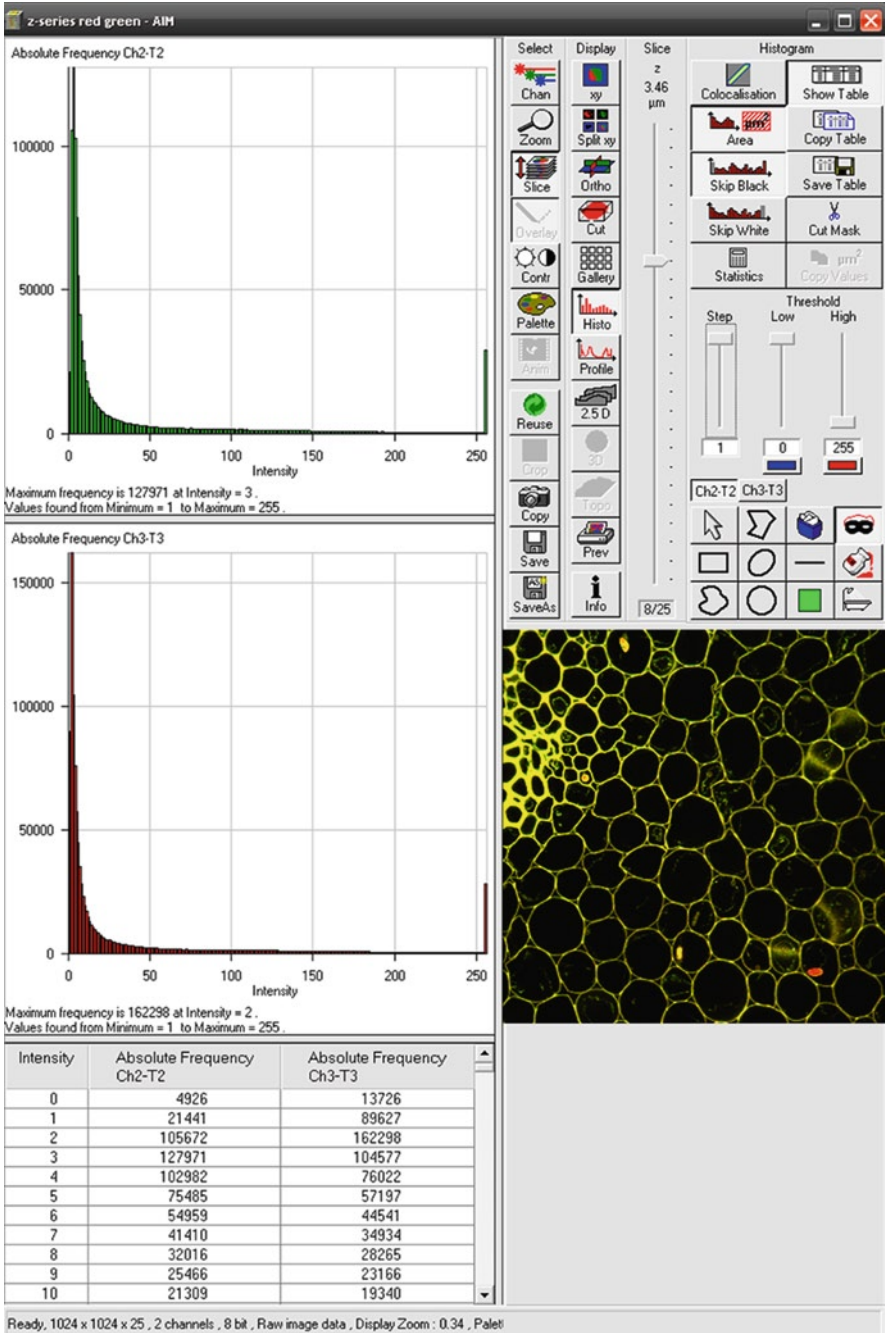 z-series red green - AIM
Absolute Frequency Ch2-T2
100000
50000
0
0 50 100 150 200 250
Intensity
Maximum frequency is 127971 at Intensity = 3 .
Values found from Minimum = 1 to Maximum = 255 .
Absolute Frequency Ch3-T3
150000
100000
50000
0
0 50 100 150 200 250
Intensity
Maximum frequency is 162298 at Intensity = 2 .
Values found from Minimum = 1 to Maximum = 255 .
Intensity Absolute Frequency Ch2-T2 Absolute Frequency Ch3-T3
0 4926 13726
1 21441 89627
2 105672 162298
3 127971 104577
4 102982 76022
5 75485 57197
6 54959 44541
7 41410 34934
8 32016 28265
9 25466 23166
10 21309 19340
Select
Chan
Zoom
Slice
Overlay
Contr
Palette
Anim
Reuse
Crop
Copy
Save
SaveAs
Display
xy
Split xy
Ortho
Cut
Gallery
Histo
Profile
2.5 D
3D
Topo
Prev
Info
Slice
z
3.46
µm
8/25
Histogram
Colocalisation Show Table
µm²
Area Copy Table
Skip Black Save Table
Skip White Cut Mask
µm²
Statistics Copy Values
Threshold
Step Low High
1 0 255
Ch2-T2 Ch3-T3
Ready, 1024 x 1024 x 25 , 2 channels , 8 bit , Raw image data , Display Zoom : 0.34 , Palett